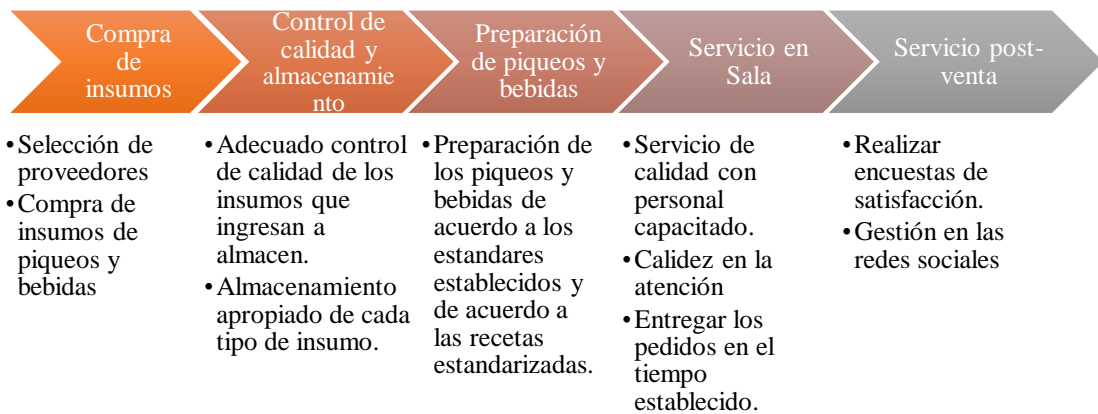 Compra
de
insumos
Control de
calidad y
almacenamie
nto
Preparación
de piqueos y
bebidas
Servicio en
Sala
Servicio post-
venta
•Selección de
proveedores
•Compra de
insumos de
piqueos y
bebidas
•Adecuado control
de calidad de los
insumos que
ingresan a
almacen.
•Almacenamiento
apropiado de cada
tipo de insumo.
•Preparación de
los piqueos y
bebidas de
acuerdo a los
estandares
establecidos y
de acuerdo a
las recetas
estandarizadas.
•Servicio de
calidad con
personal
capacitado.
•Calidez en la
atención
•Entregar los
pedidos en el
tiempo
establecido.
•Realizar
encuestas de
satisfacción.
•Gestión en las
redes sociales